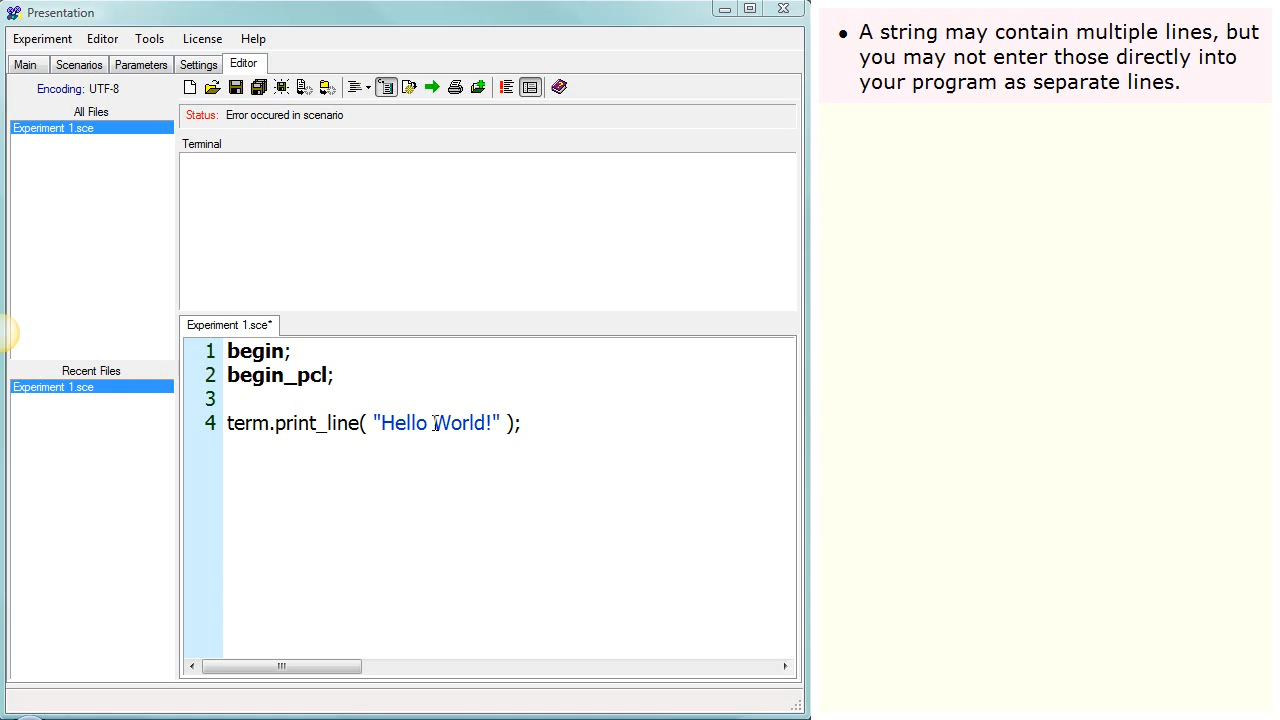 Presentation
Experiment Editor Tools License Help
Main Scenarios Parameters Settings Editor
Encoding: UTF-8
All Files
Experiment 1.sce
Status: Error occured in scenario
Terminal
Recent Files
Experiment 1.sce
Experiment 1.sce*
1 begin;
2 begin_pcl;
3
4 term.print_line( "Hello World!" );
• A string may contain multiple lines, but
you may not enter those directly into
your program as separate lines.